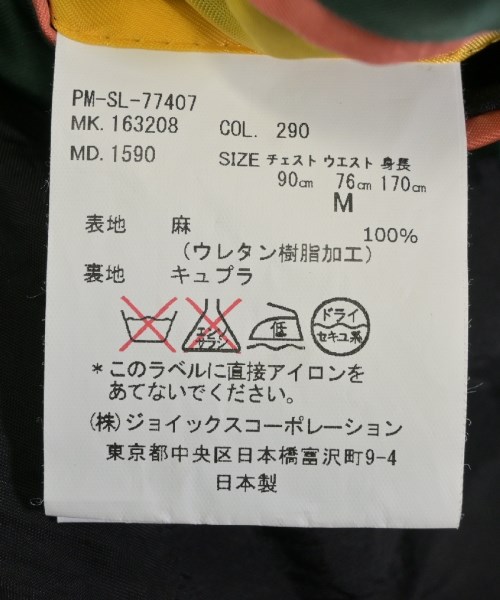 PM-SL-77407
MK. 163208 COL. 290
MD. 1590 SIZE チェスト ウエスト 身長
90cm 76cm 170cm
M
表地 麻 100%
(ウレタン樹脂加工)
裏地 キュプラ
エンソ サラシ 低 ドライ セキユ系
*このラベルに直接アイロンを
あてないでください。
(株)ジョイックスコーポレーション
東京都中央区日本橋富沢町9-4
日本製